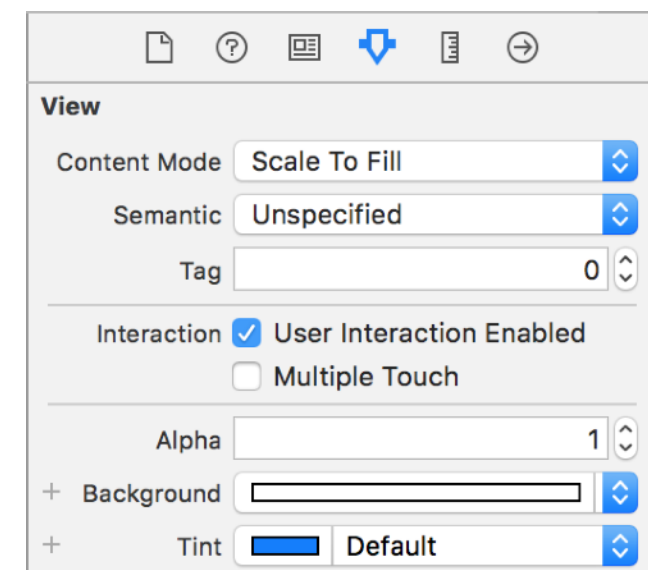 View
Content Mode Scale To Fill
Semantic Unspecified
Tag 0
Interaction User Interaction Enabled
Multiple Touch
Alpha 1
+ Background
+ Tint Default